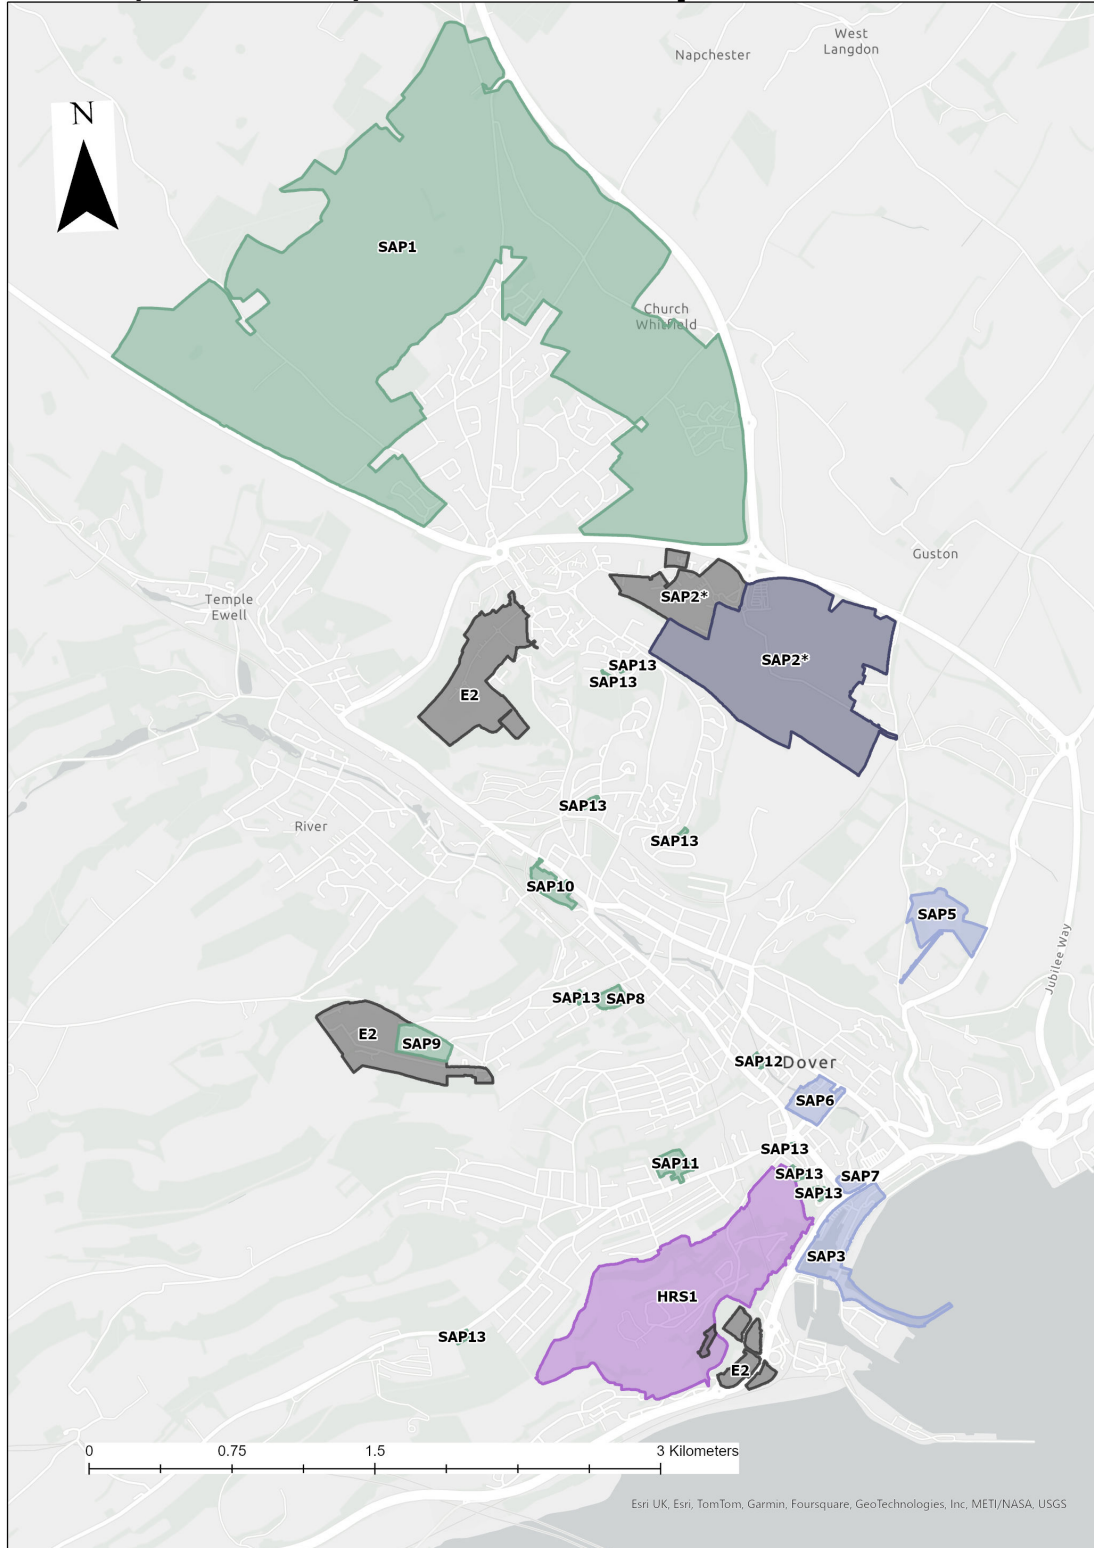 West
Langdon
Napchester
N
SAP1
Church
Whitfield
Guston
Temple
Ewell
SAP2*
SAP2*
SAP13
SAP13
E2
SAP13
River
SAP13
SAP10
SAP5
Jubilee Way
SAP13
SAP8
E2
SAP9
SAP12
Dover
SAP6
SAP13
SAP11
SAP13
SAP7
SAP13
SAP3
HRS1
SAP13
E2
0
0.75
1.5
3 Kilometers
Esri UK, Esri, TomTom, Garmin, Foursquare, GeoTechnologies, Inc, METI/NASA, USGS